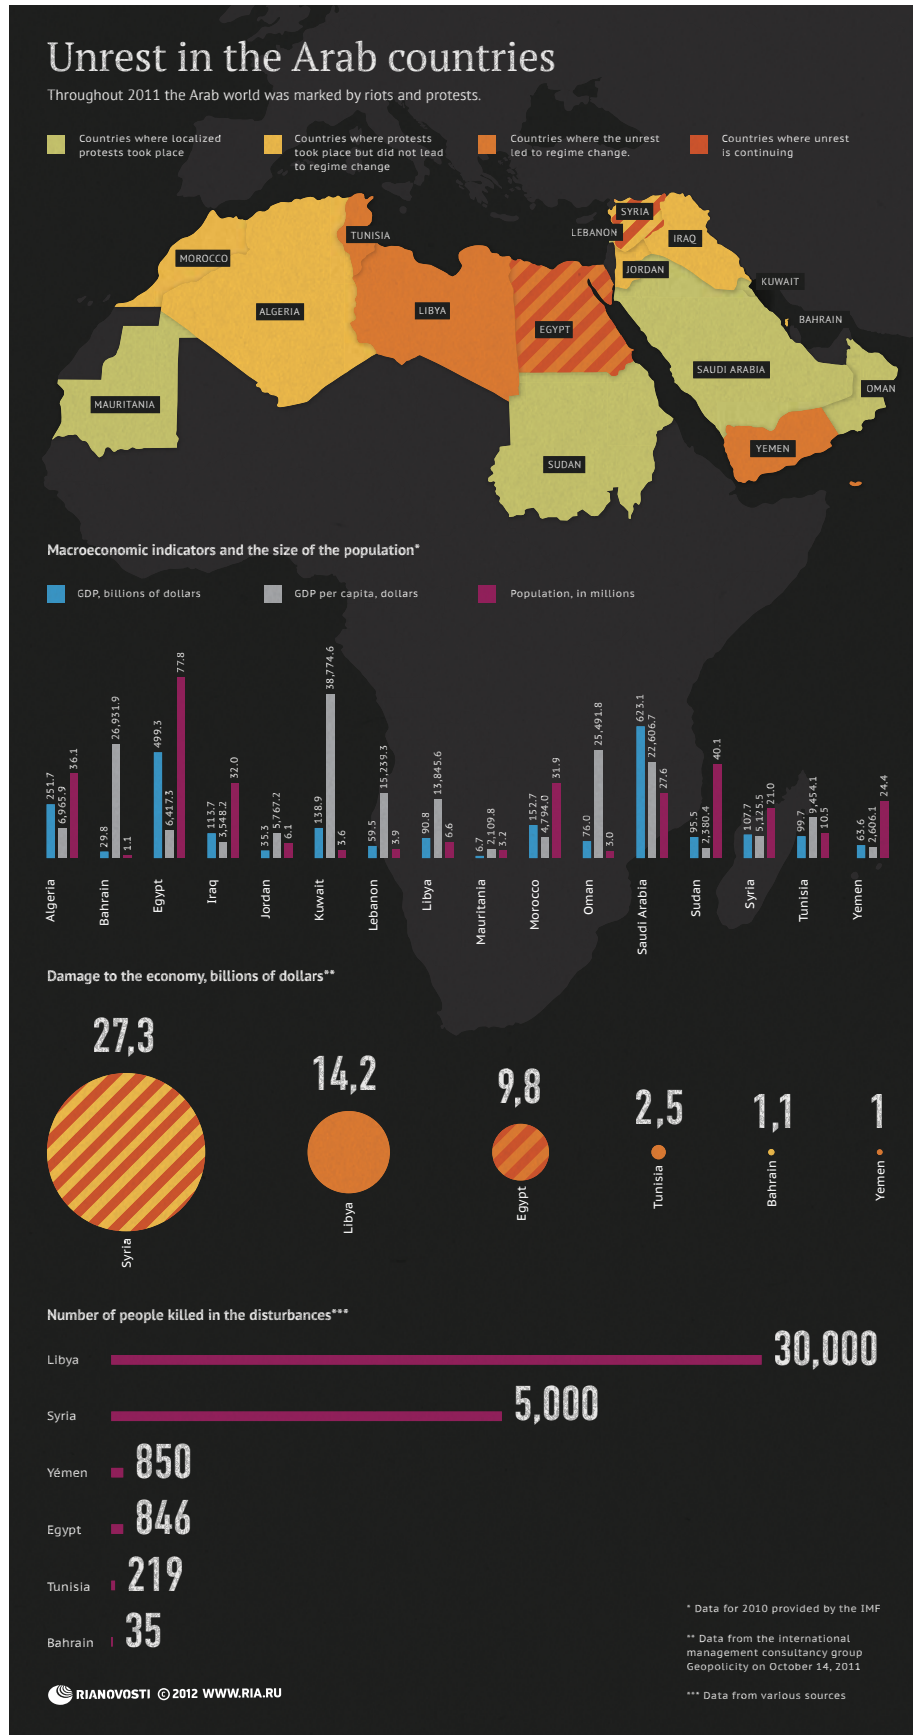 Unrest in the Arab countries
Throughout 2011 the Arab world was marked by riots and protests.
Countries where localized
protests took place
Countries where protests
took place but did not lead
to regime change
Countries where the unrest
led to regime change.
Countries where unrest
is continuing
SYRIA
LEBANON
TUNISIA
IRAQ
MOROCCO
JORDAN
KUWAIT
ALGERIA
LIBYA
BAHRAIN
EGYPT
SAUDI ARABIA
OMAN
MAURITANIA
YEMEN
SUDAN
Macroeconomic indicators and the size of the population*
GDP, billions of dollars
GDP per capita, dollars
Population, in millions
251.7
6,965.9
36.1
29.8
26,931.9
1.1
499.3
6,417.3
77.8
113.7
3,548.2
32.0
35.3
5,767.2
6.1
138.9
38,774.6
3.6
59.5
15,239.3
3.9
90.8
13,845.6
6.6
6.7
2,109.8
3.2
152.7
4,794.0
31.9
76.0
25,491.8
3.0
623.1
22,606.7
27.6
95.5
2,380.4
40.1
107.7
5,125.5
21.0
99.7
9,454.1
10.5
63.6
2,606.1
24.4
Algeria
Bahrain
Egypt
Iraq
Jordan
Kuwait
Lebanon
Libya
Mauritania
Morocco
Oman
Saudi Arabia
Sudan
Syria
Tunisia
Yemen
Damage to the economy, billions of dollars**
27,3
Syria
14,2
Libya
9,8
Egypt
2,5
Tunisia
1,1
Bahrain
1
Yemen
Number of people killed in the disturbances***
Libya
30,000
Syria
5,000
Yémen
850
Egypt
846
Tunisia
219
Bahrain
35
* Data for 2010 provided by the IMF
** Data from the international
management consultancy group
Geopolicity on October 14, 2011
*** Data from various sources
RIANOVOSTI © 2012 WWW.RIA.RU